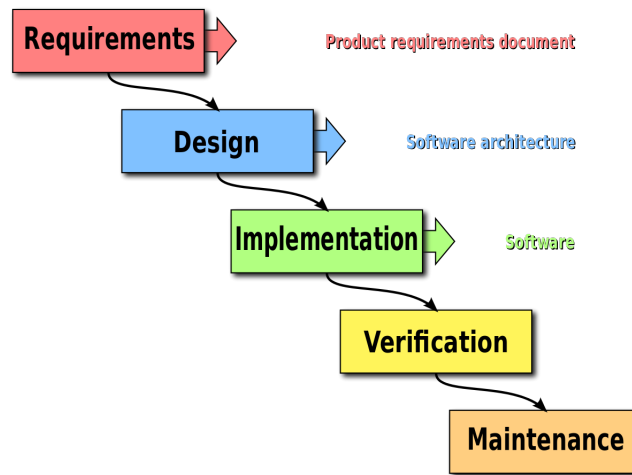 Requirements
Product requirements document
Design
Software architecture
Implementation
Software
Verification
Maintenance